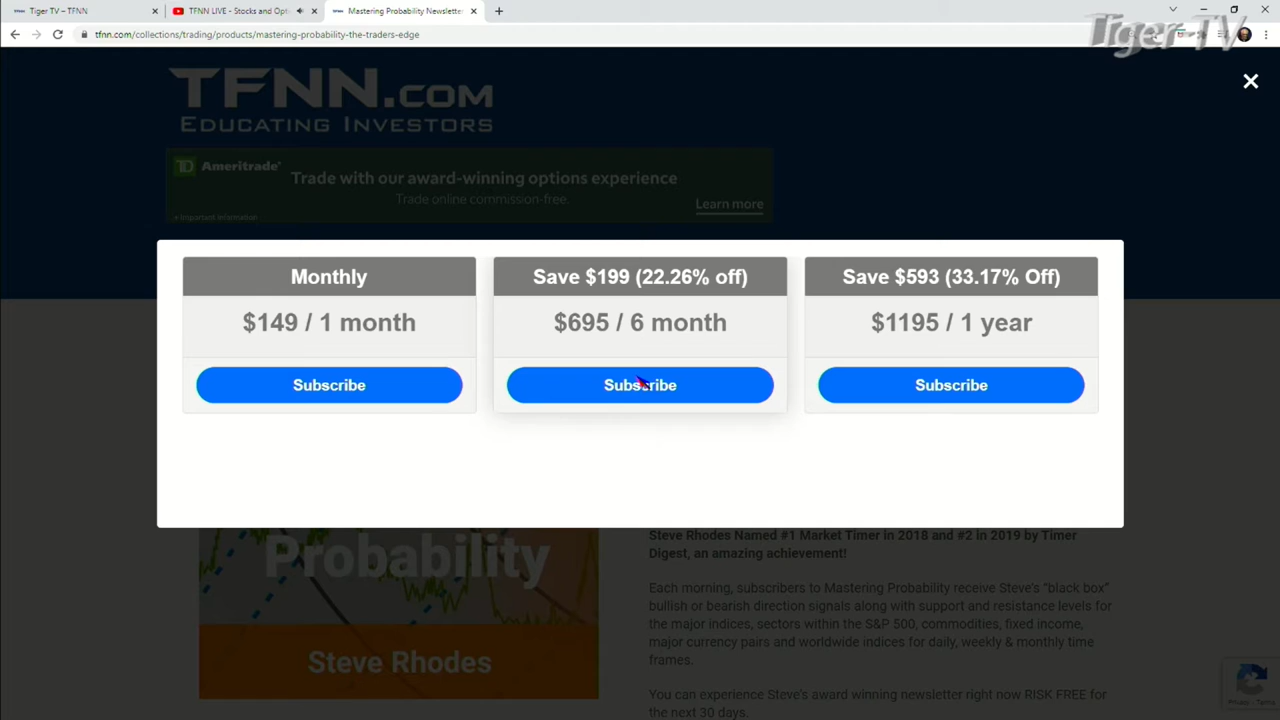 Tiger TV – TFNN
TFNN LIVE - Stocks and Opti
Mastering Probability Newsletter
tfnn.com/collections/trading/products/mastering-probability-the-traders-edge
Tiger TV
TFNN.com
Educating Investors
TD Ameritrade
Trade with our award-winning options experience
Trade online commission-free.
Learn more
+ Important Information
Monthly
$149 / 1 month
Subscribe
Save $199 (22.26% off)
$695 / 6 month
Subscribe
Save $593 (33.17% Off)
$1195 / 1 year
Subscribe
Probability
Steve Rhodes
Steve Rhodes Named #1 Market Timer in 2018 and #2 in 2019 by Timer
Digest, an amazing achievement!
Each morning, subscribers to Mastering Probability receive Steve's “black box”
bullish or bearish direction signals along with support and resistance levels for
the major indices, sectors within the S&P 500, commodities, fixed income,
major currency pairs and worldwide indices for daily, weekly & monthly time
frames.
You can experience Steve's award winning newsletter right now RISK FREE for
the next 30 days.
Privacy - Terms